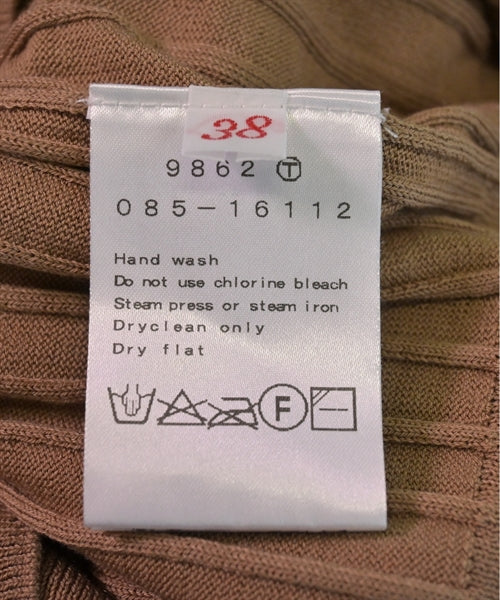 38
9862 Ⓣ
085-16112
Hand wash
Do not use chlorine bleach
Steam press or steam iron
Dryclean only
Dry flat
F